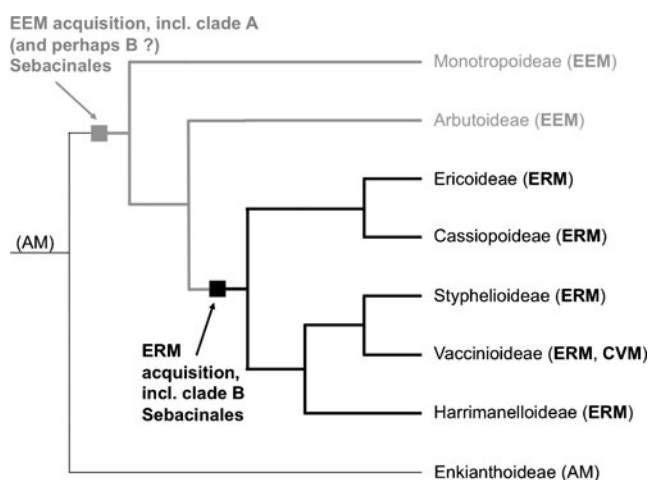 EEM acquisition, incl. clade A
(and perhaps B ?)
Sebacinales
Monotropoideae (EEM)
Arbutoideae (EEM)
Ericoideae (ERM)
Cassiopoideae (ERM)
(AM)
Styphelioideae (ERM)
ERM
acquisition,
incl. clade B
Sebacinales
Vaccinioideae (ERM, CVM)
Harrimanelloideae (ERM)
Enkianthoideae (AM)